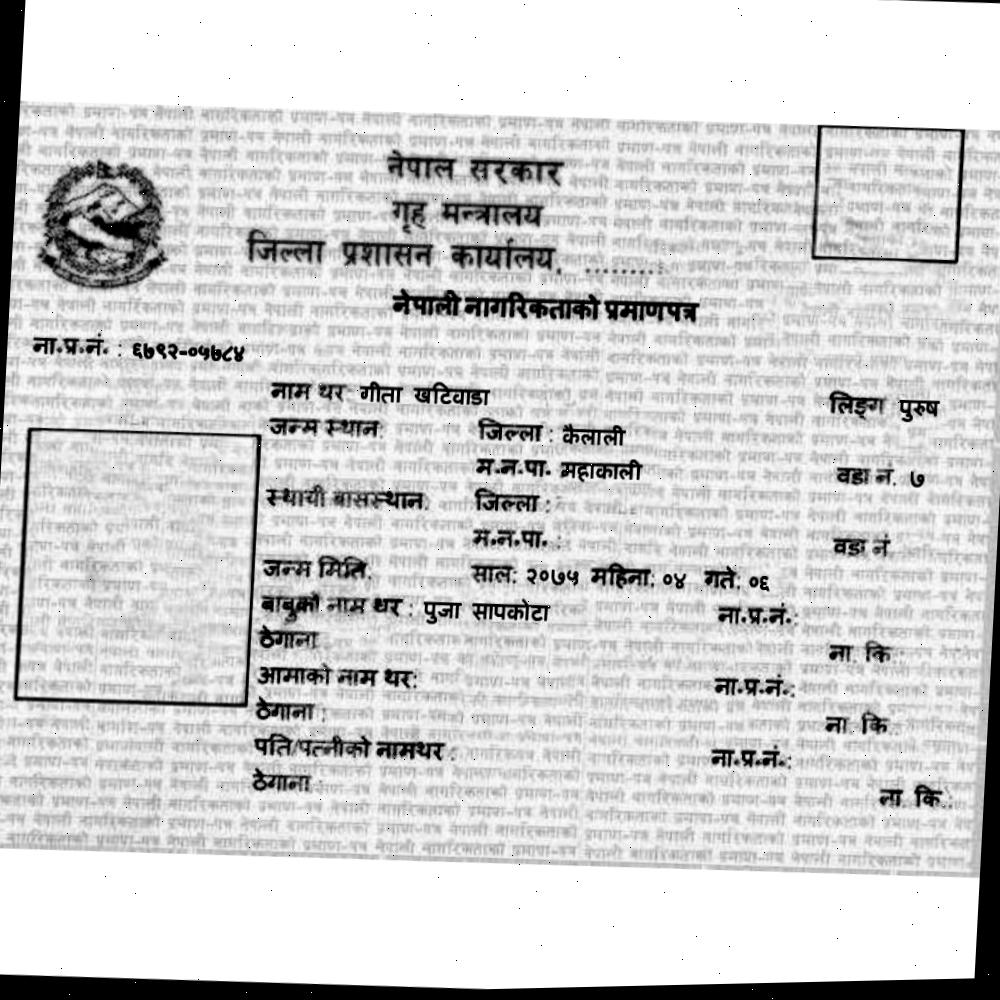 नेपाल सरकार
गृह मन्त्रालय
जिल्ला प्रशासन कार्यालय, .........
नेपाली नागरिकताको प्रमाणपत्र
ना.प्र.नं. : ६७९२-०५७८४
नाम थर: गीता खटिवाडा लिङ्ग पुरुष
जन्म स्थान: जिल्ला : कैलाली
म.न.पा. महाकाली वडा नं. ७
स्थायी बासस्थान: जिल्ला :
म.न.पा. : वडा नं
जन्म मिति: साल: २०७५ महिना: ०४ गते: ०६
बाबुको नाम थर : पुजा सापकोटा ना.प्र.नं.:
ठेगाना ना. कि :
आमाको नाम थर: ना.प्र.नं.:
ठेगाना : ना. कि :
पति/पत्नीको नामथर : ना.प्र.नं.:
ठेगाना ना. कि :